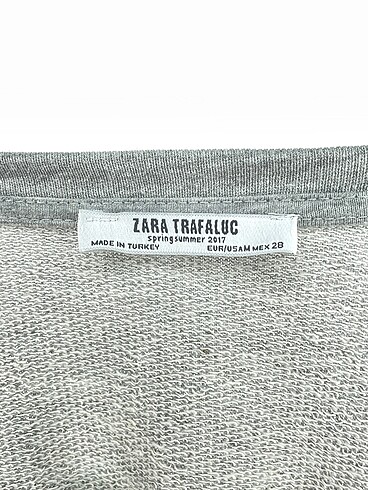 ZARA TRAFALUC
springsummer 2017
MADE IN TURKEY EUR/USAM MEX 28